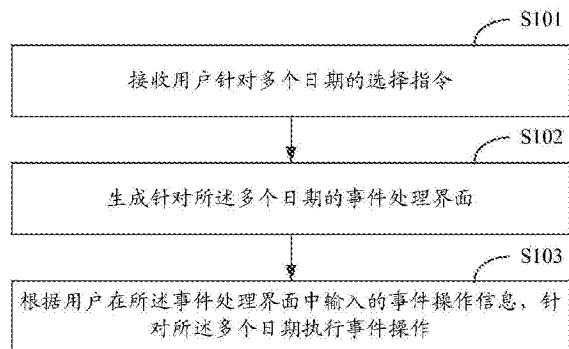 S101
接收用户针对多个日期的选择指令
S102
生成针对所述多个日期的事件处理界面
S103
根据用户在所述事件处理界面中输入的事件操作信息，针
对所述多个日期执行事件操作